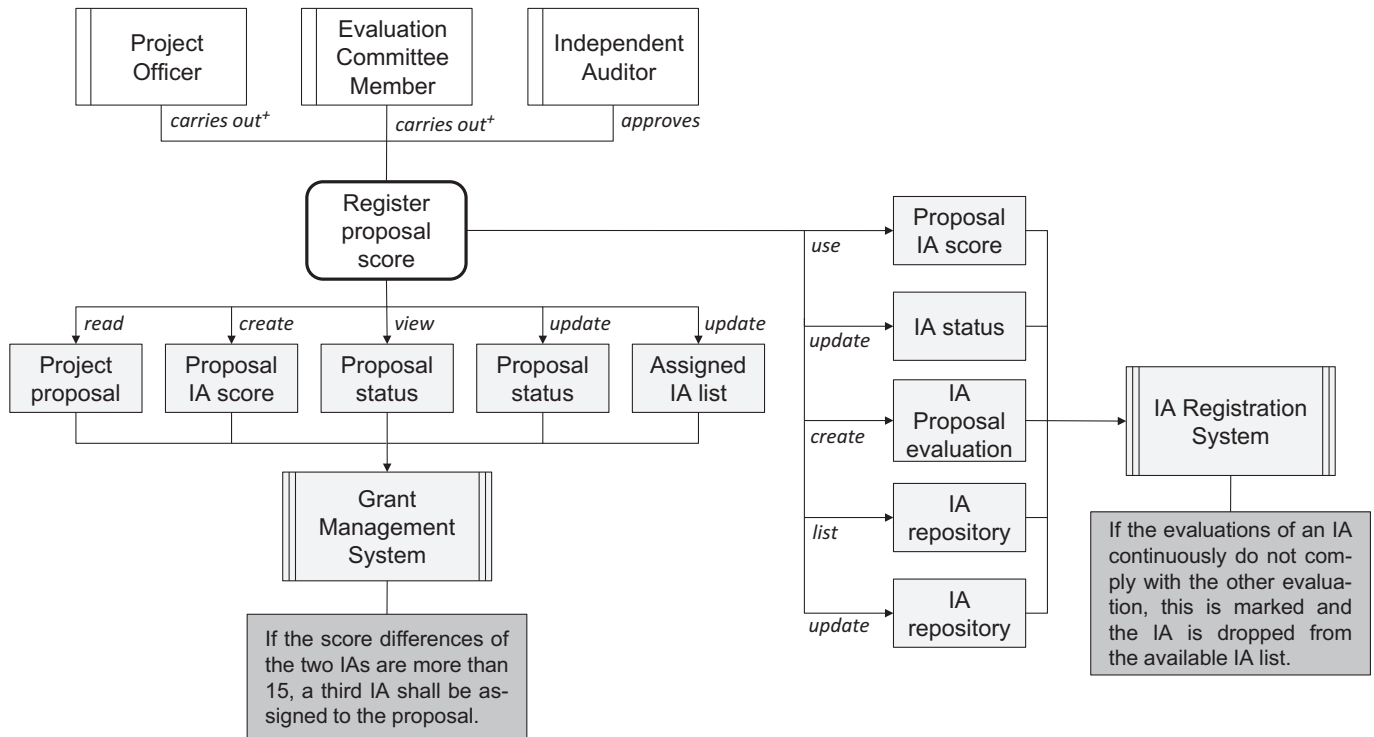 Project
Officer
Evaluation
Committee
Member
Independent
Auditor
carries out+
carries out+
approves
Register
proposal
score
read
create
view
update
update
Project
proposal
Proposal
IA score
Proposal
status
Proposal
status
Assigned
IA list
Grant
Management
System
If the score differences of
the two IAs are more than
15, a third IA shall be as-
signed to the proposal.
use
Proposal
IA score
update
IA status
create
IA
Proposal
evaluation
list
IA
repository
update
IA
repository
IA Registration
System
If the evaluations of an IA
continuously do not com-
ply with the other evalua-
tion, this is marked and
the IA is dropped from
the available IA list.